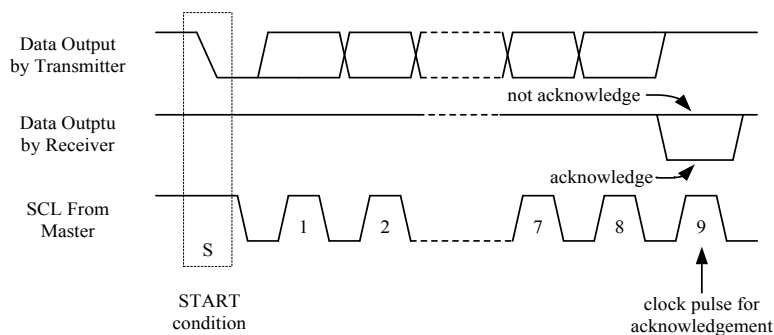 Data Output
by Transmitter
not acknowledge
Data Outptu
by Receiver
acknowledge
SCL From
Master
1
2
7
8
9
S
START
condition
clock pulse for
acknowledgement